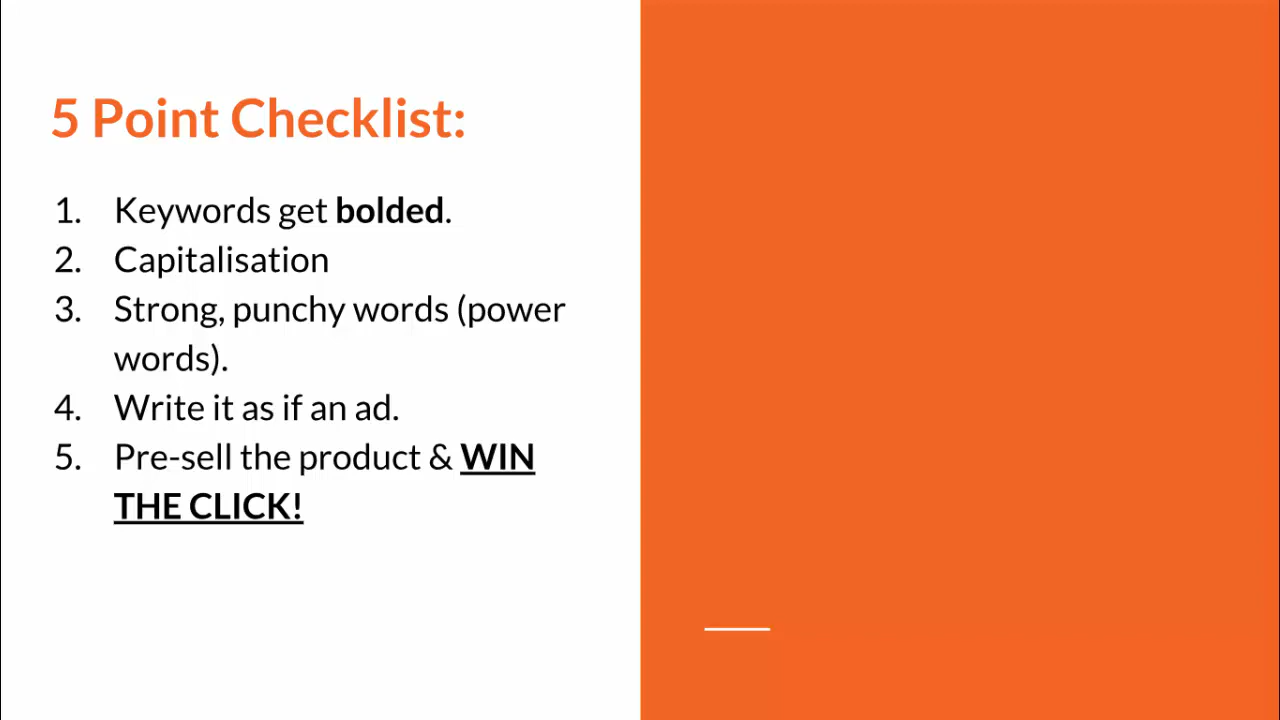 5 Point Checklist:
1. Keywords get bolded.
2. Capitalisation
3. Strong, punchy words (power
words).
4. Write it as if an ad.
5. Pre-sell the product & WIN
THE CLICK!